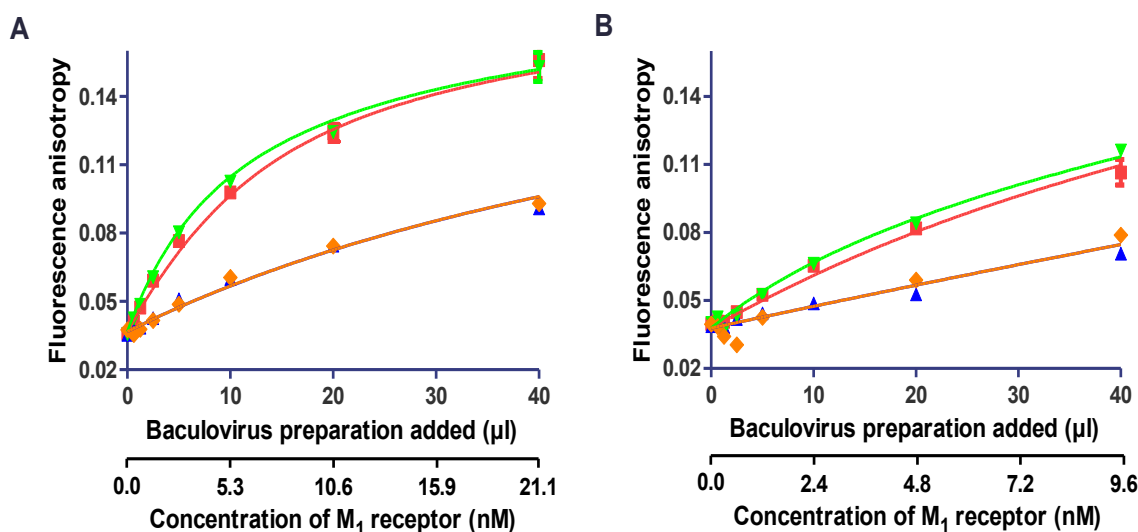 A
Fluorescence anisotropy
0.14
0.11
0.08
0.05
0.02
0 10 20 30 40
Baculovirus preparation added (µl)
0.0 5.3 10.6 15.9 21.1
Concentration of M₁ receptor (nM)
B
Fluorescence anisotropy
0.14
0.11
0.08
0.05
0.02
0 10 20 30 40
Baculovirus preparation added (µl)
0.0 2.4 4.8 7.2 9.6
Concentration of M₁ receptor (nM)